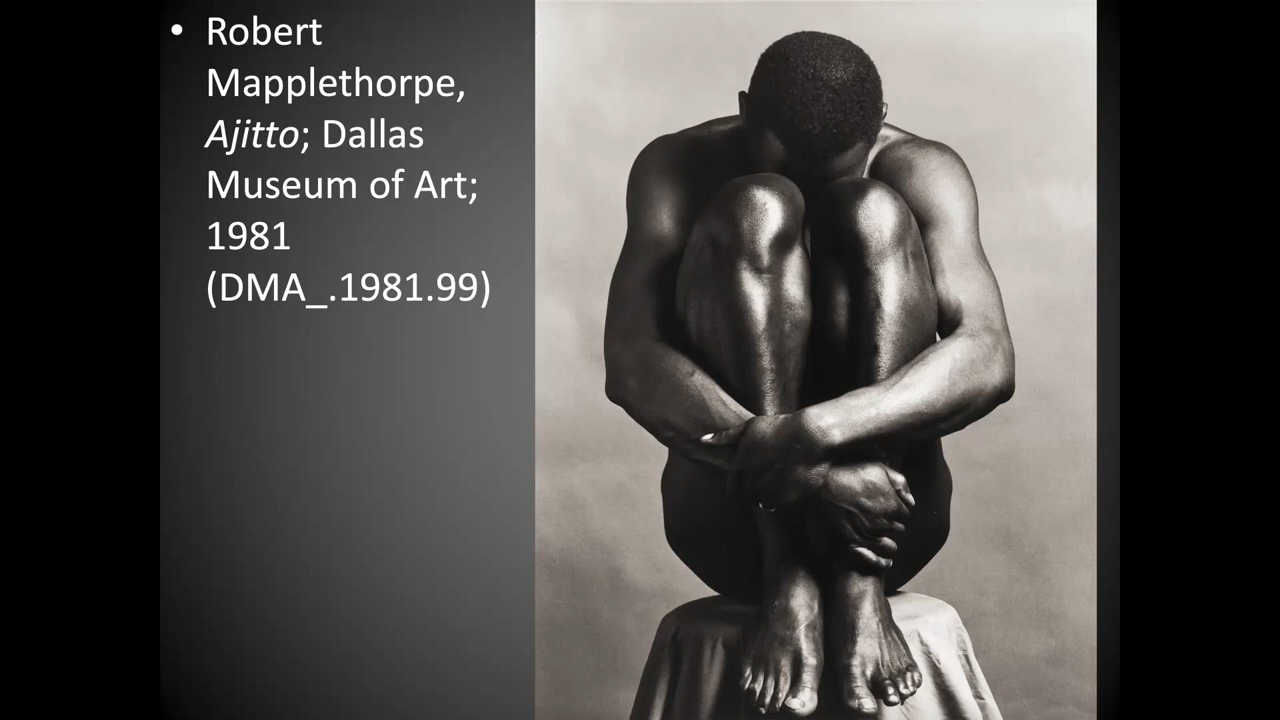 • Robert
Mapplethorpe,
Ajitto; Dallas
Museum of Art;
1981
(DMA_.1981.99)